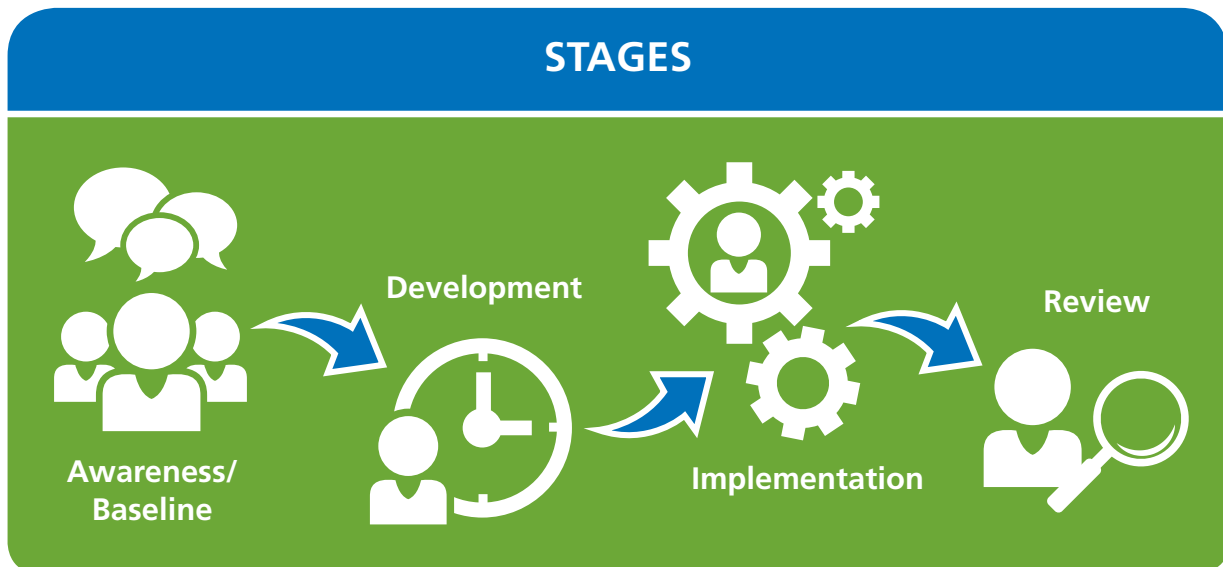 STAGES
Awareness/
Baseline
Development
Implementation
Review